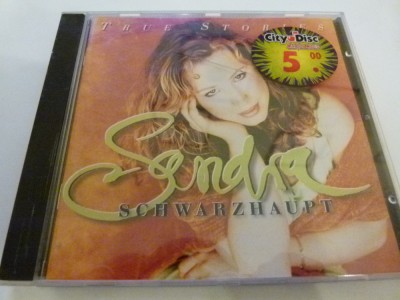 TRUE STORIES
City Disc
5.00
Sandra
SCHWARZHAUPT